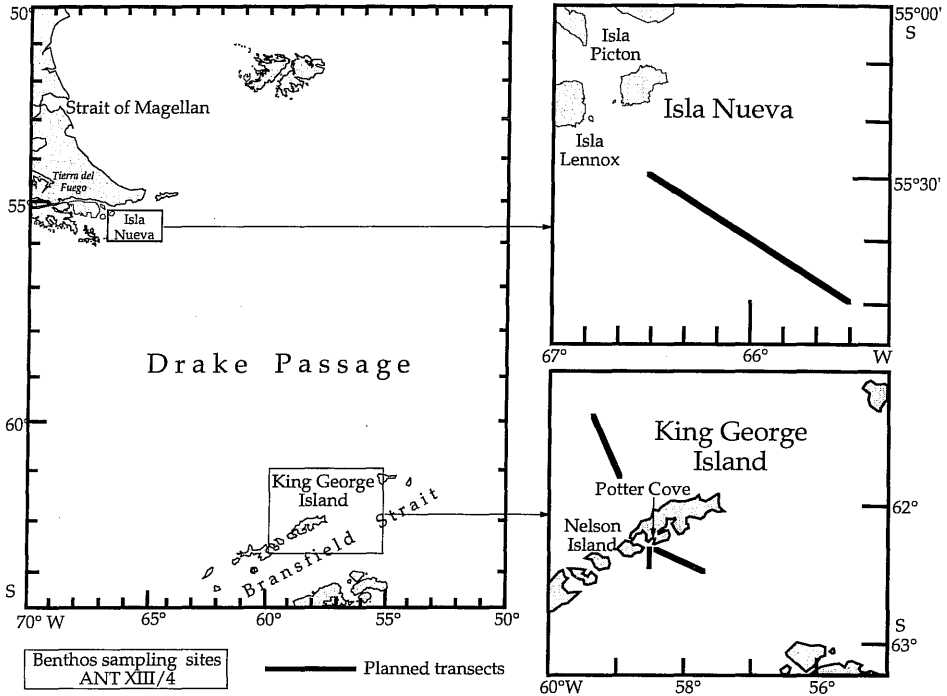 50°
Strait of Magellan
Tierra del
Fuego
55°
Isla
Nueva
Drake Passage
60°
King George
Island
Bransfield Strait
S
70° W
65°
60°
55°
50°
Isla
Picton
Isla Nueva
Isla
Lennox
55°00'
S
55°30'
67°
66°
W
King George
Island
Potter Cove
Nelson
Island
62°
S
63°
60°W
58°
56°
Benthos sampling sites
ANT XIII/4
Planned transects